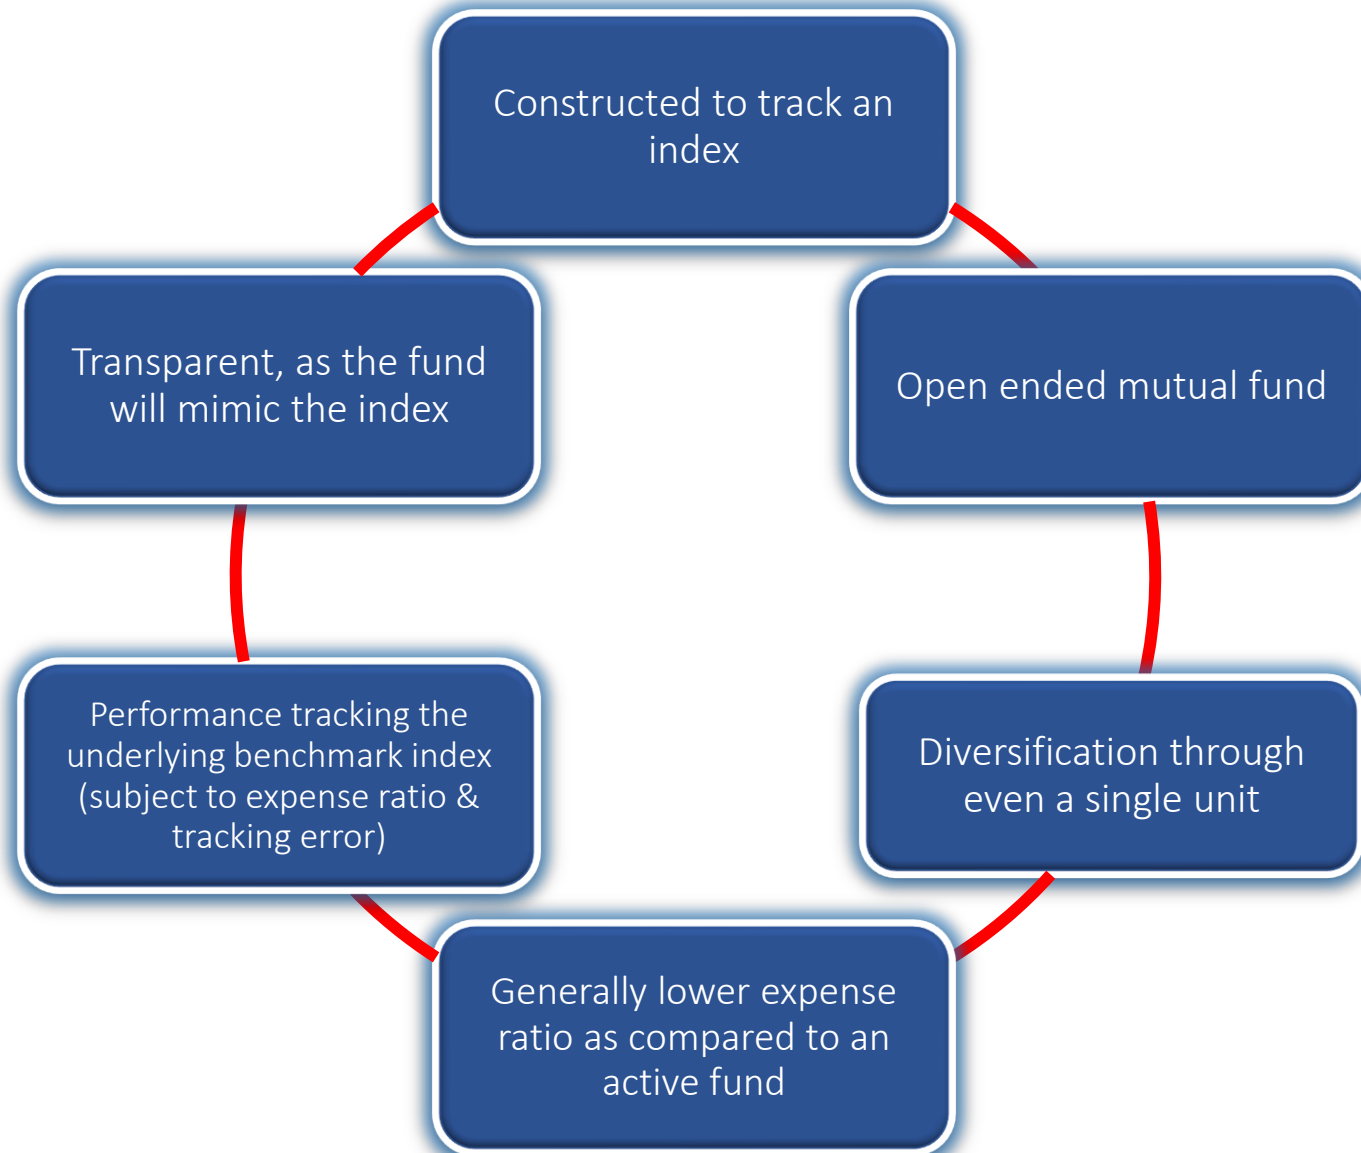 Constructed to track an
index
Transparent, as the fund
will mimic the index
Open ended mutual fund
Performance tracking the
underlying benchmark index
(subject to expense ratio &
tracking error)
Diversification through
even a single unit
Generally lower expense
ratio as compared to an
active fund